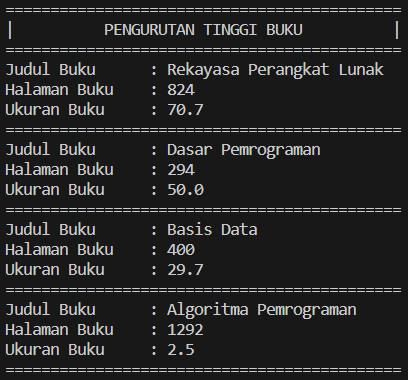 ============================================
|          PENGURUTAN TINGGI BUKU          |
============================================
Judul Buku      : Rekayasa Perangkat Lunak
Halaman Buku    : 824
Ukuran Buku     : 70.7
============================================
Judul Buku      : Dasar Pemrograman
Halaman Buku    : 294
Ukuran Buku     : 50.0
============================================
Judul Buku      : Basis Data
Halaman Buku    : 400
Ukuran Buku     : 29.7
============================================
Judul Buku      : Algoritma Pemrograman
Halaman Buku    : 1292
Ukuran Buku     : 2.5
============================================